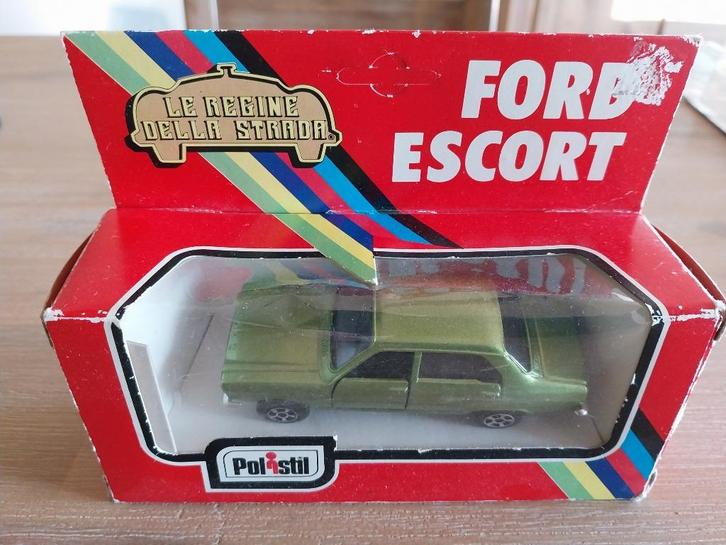 LE REGINE
DELLA STRADA
FORD
ESCORT
Polistil